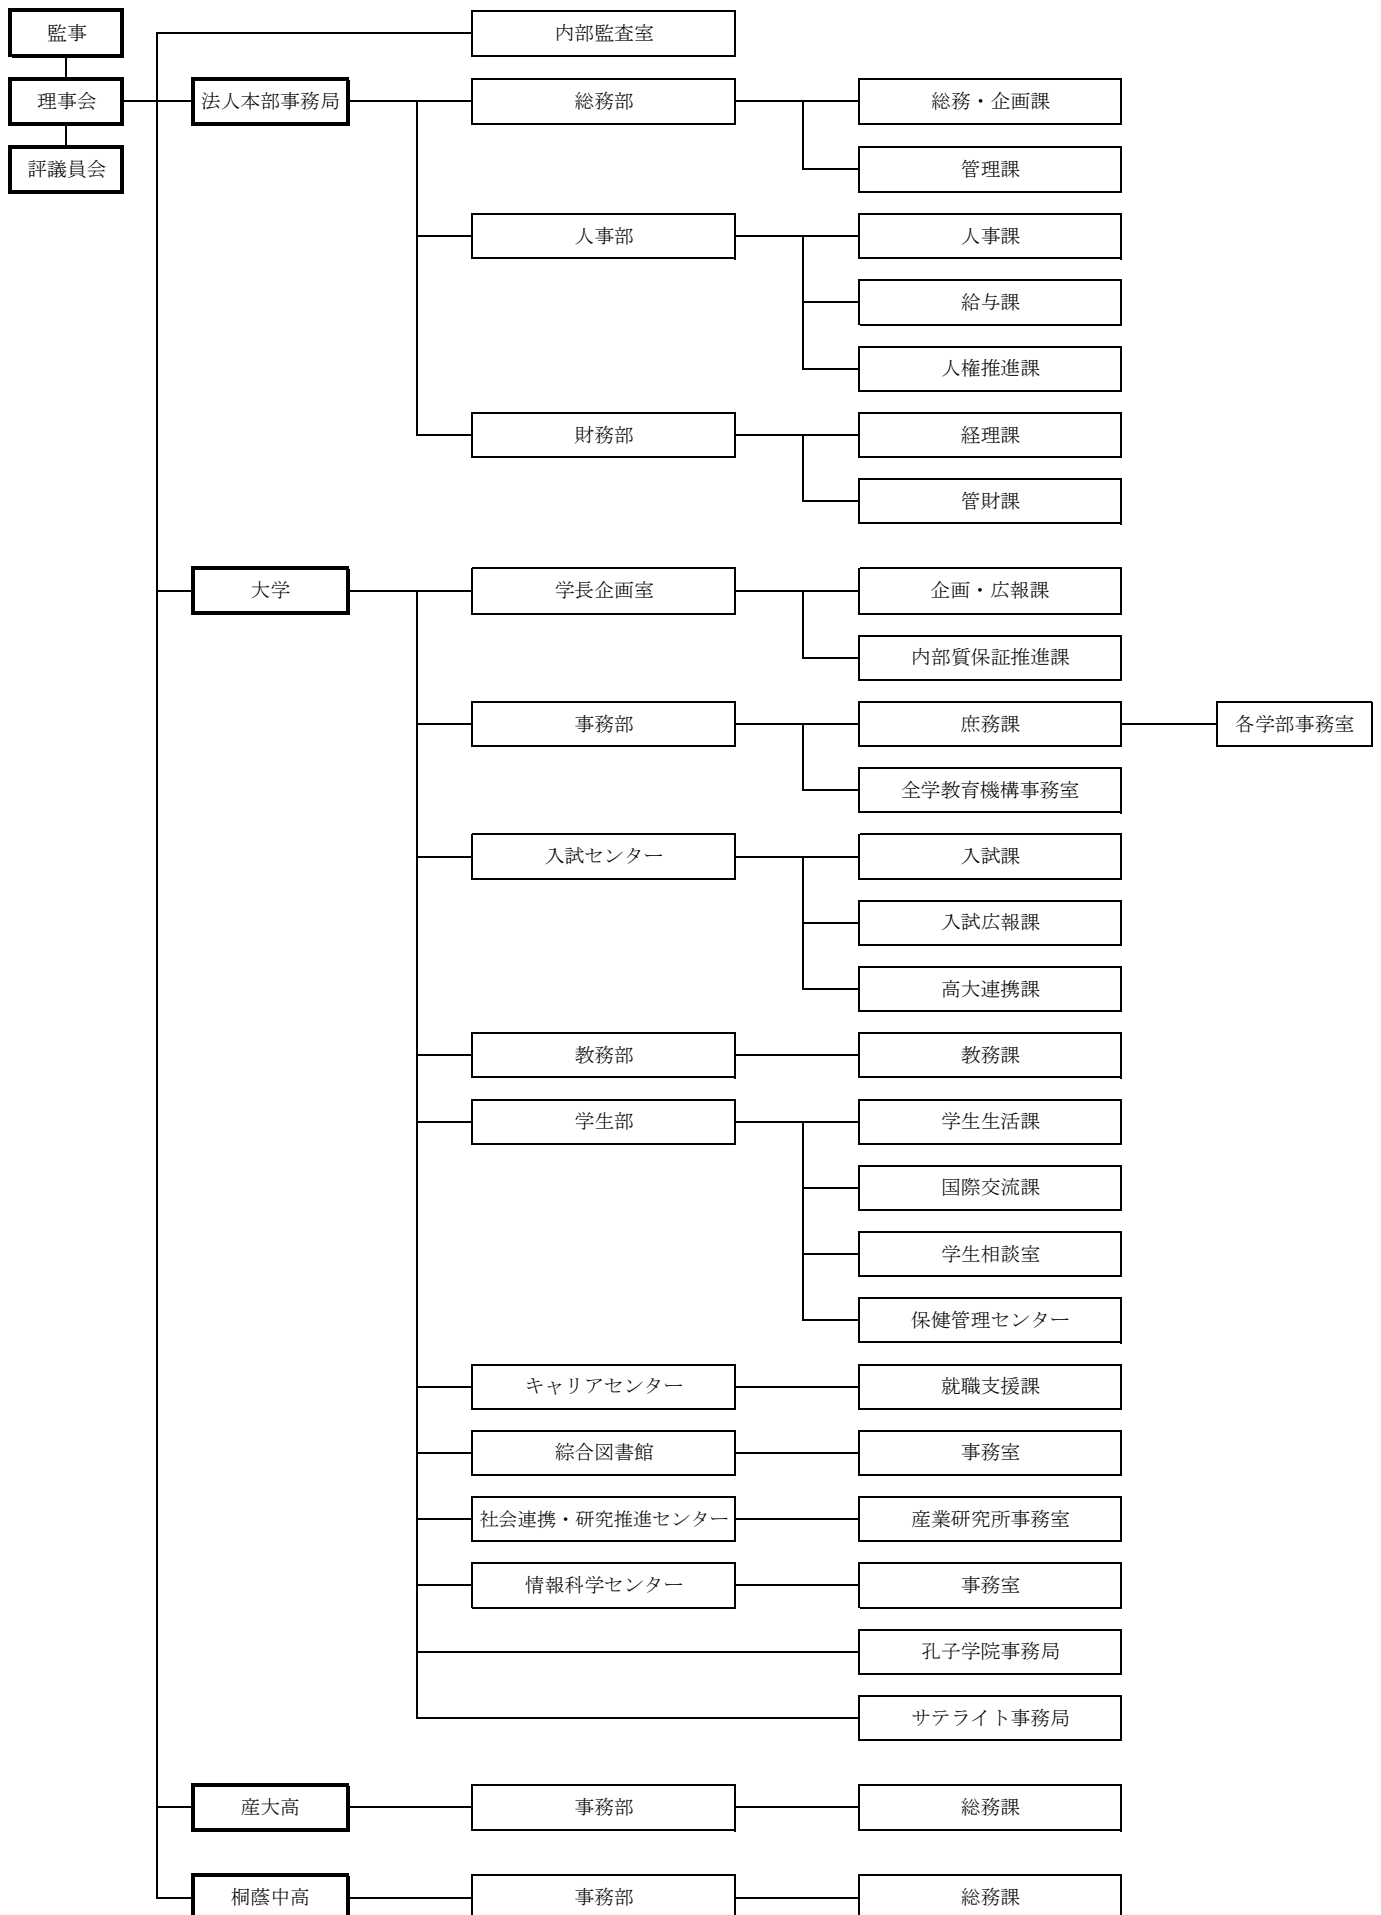 監事
内部監査室
理事会
法人本部事務局
総務部
総務・企画課
評議員会
管理課
人事部
人事課
給与課
人権推進課
財務部
経理課
管財課
大学
学長企画室
企画・広報課
内部質保証推進課
事務部
庶務課
各学部事務室
全学教育機構事務室
入試センター
入試課
入試広報課
高大連携課
教務部
教務課
学生部
学生生活課
国際交流課
学生相談室
保健管理センター
キャリアセンター
就職支援課
綜合図書館
事務室
社会連携・研究推進センター
産業研究所事務室
情報科学センター
事務室
孔子学院事務局
サテライト事務局
産大高
事務部
総務課
桐蔭中高
事務部
総務課